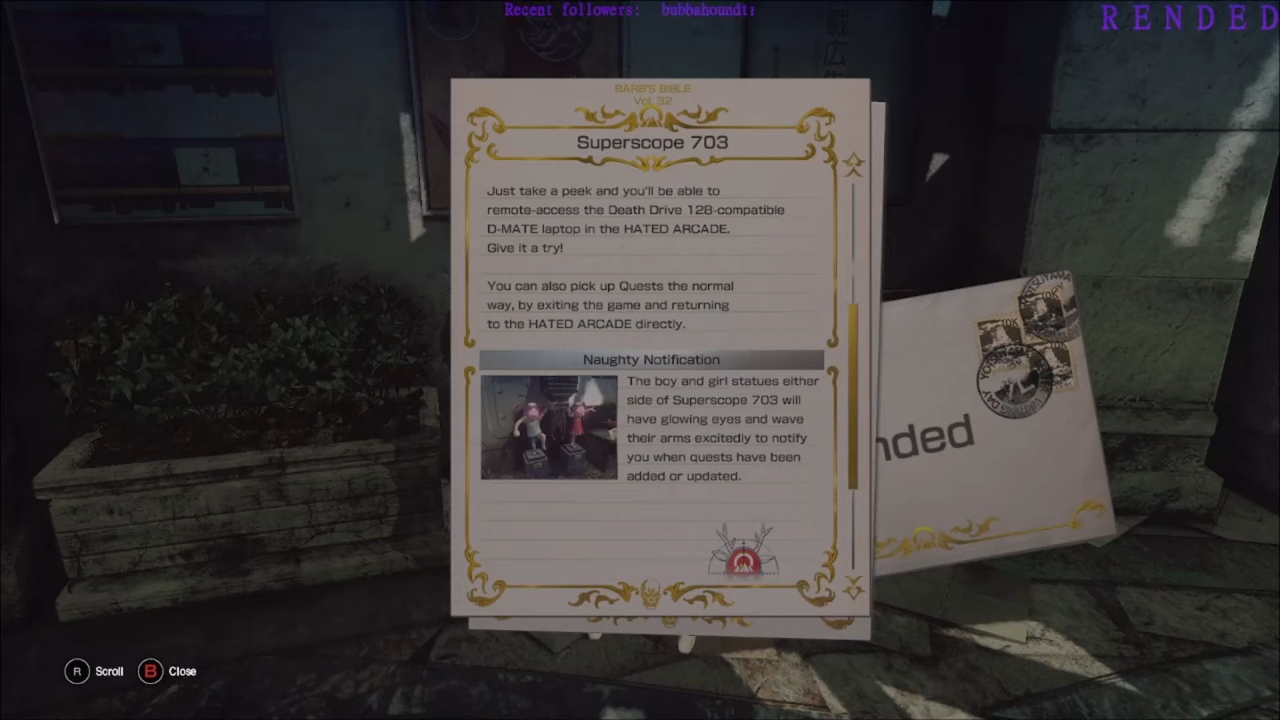 Recent followers: bubbahoundt
RENDED
BARB'S BIBLE
Vol. 32
Superscope 703
Just take a peek and you'll be able to
remote-access the Death Drive 128-compatible
D-MATE laptop in the HATED ARCADE.
Give it a try!
You can also pick up Quests the normal
way, by exiting the game and returning
to the HATED ARCADE directly.
Naughty Notification
The boy and girl statues either
side of Superscope 703 will
have glowing eyes and wave
their arms excitedly to notify
you when quests have been
added or updated.
nded
R Scroll B Close